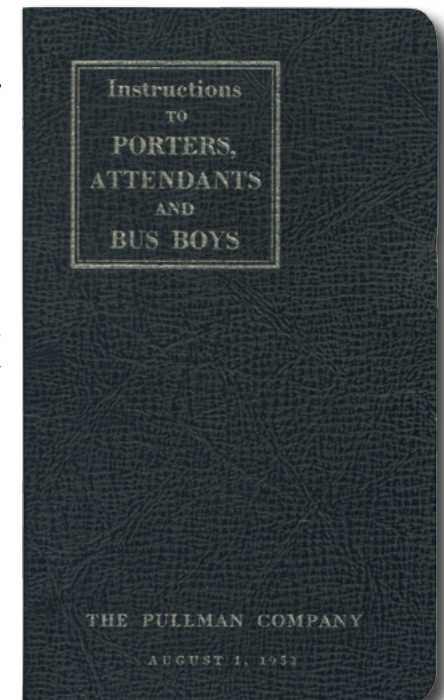 Instructions
TO
PORTERS,
ATTENDANTS
AND
BUS BOYS
THE PULLMAN COMPANY
AUGUST 1, 1952